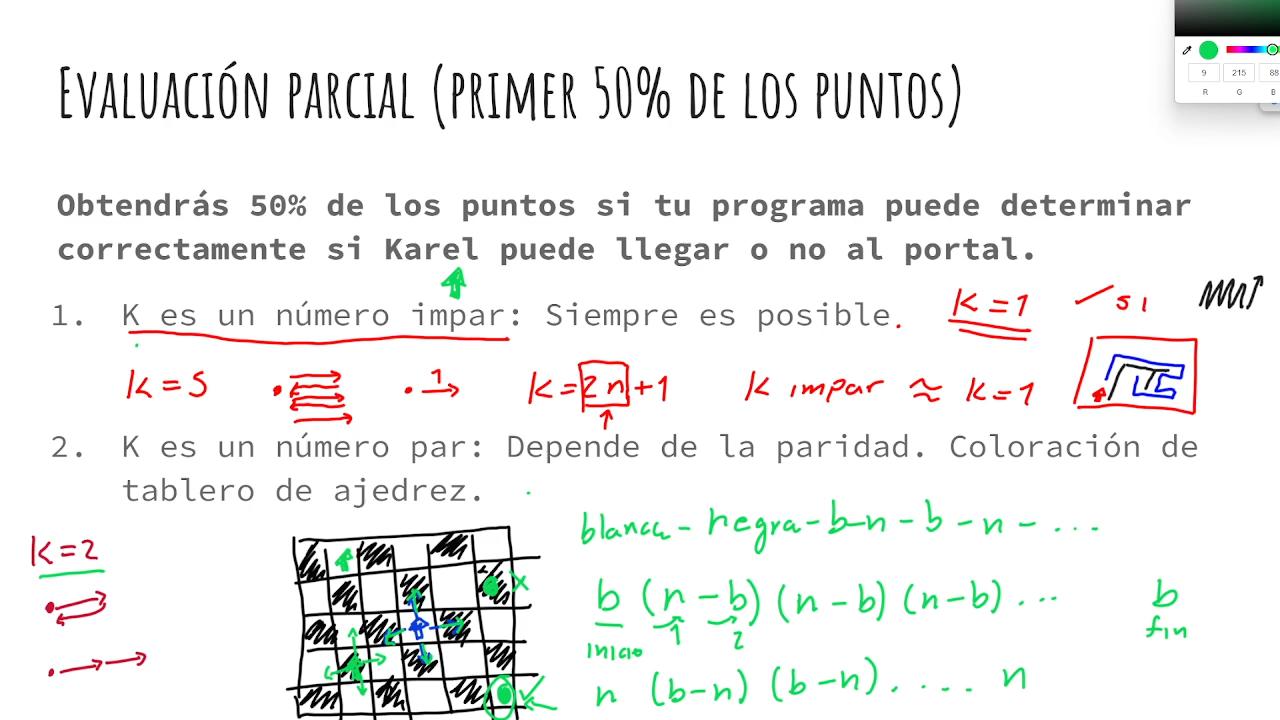 EVALUACIÓN PARCIAL (PRIMER 50% DE LOS PUNTOS)
9 215 88
R G B
Obtendrás 50% de los puntos si tu programa puede determinar
correctamente si Karel puede llegar o no al portal.
1. K es un número impar: Siempre es posible.
K=1 ✓ si
K=5 1 K=2n+1 K impar ≈ K=1
2. K es un número par: Depende de la paridad. Coloración de
tablero de ajedrez.
blanca - negra - b - n - b - n - ...
K=2
b (n - b) (n - b) (n - b) ... b
1 2
inicio fin
n (b - n) (b - n) .... n